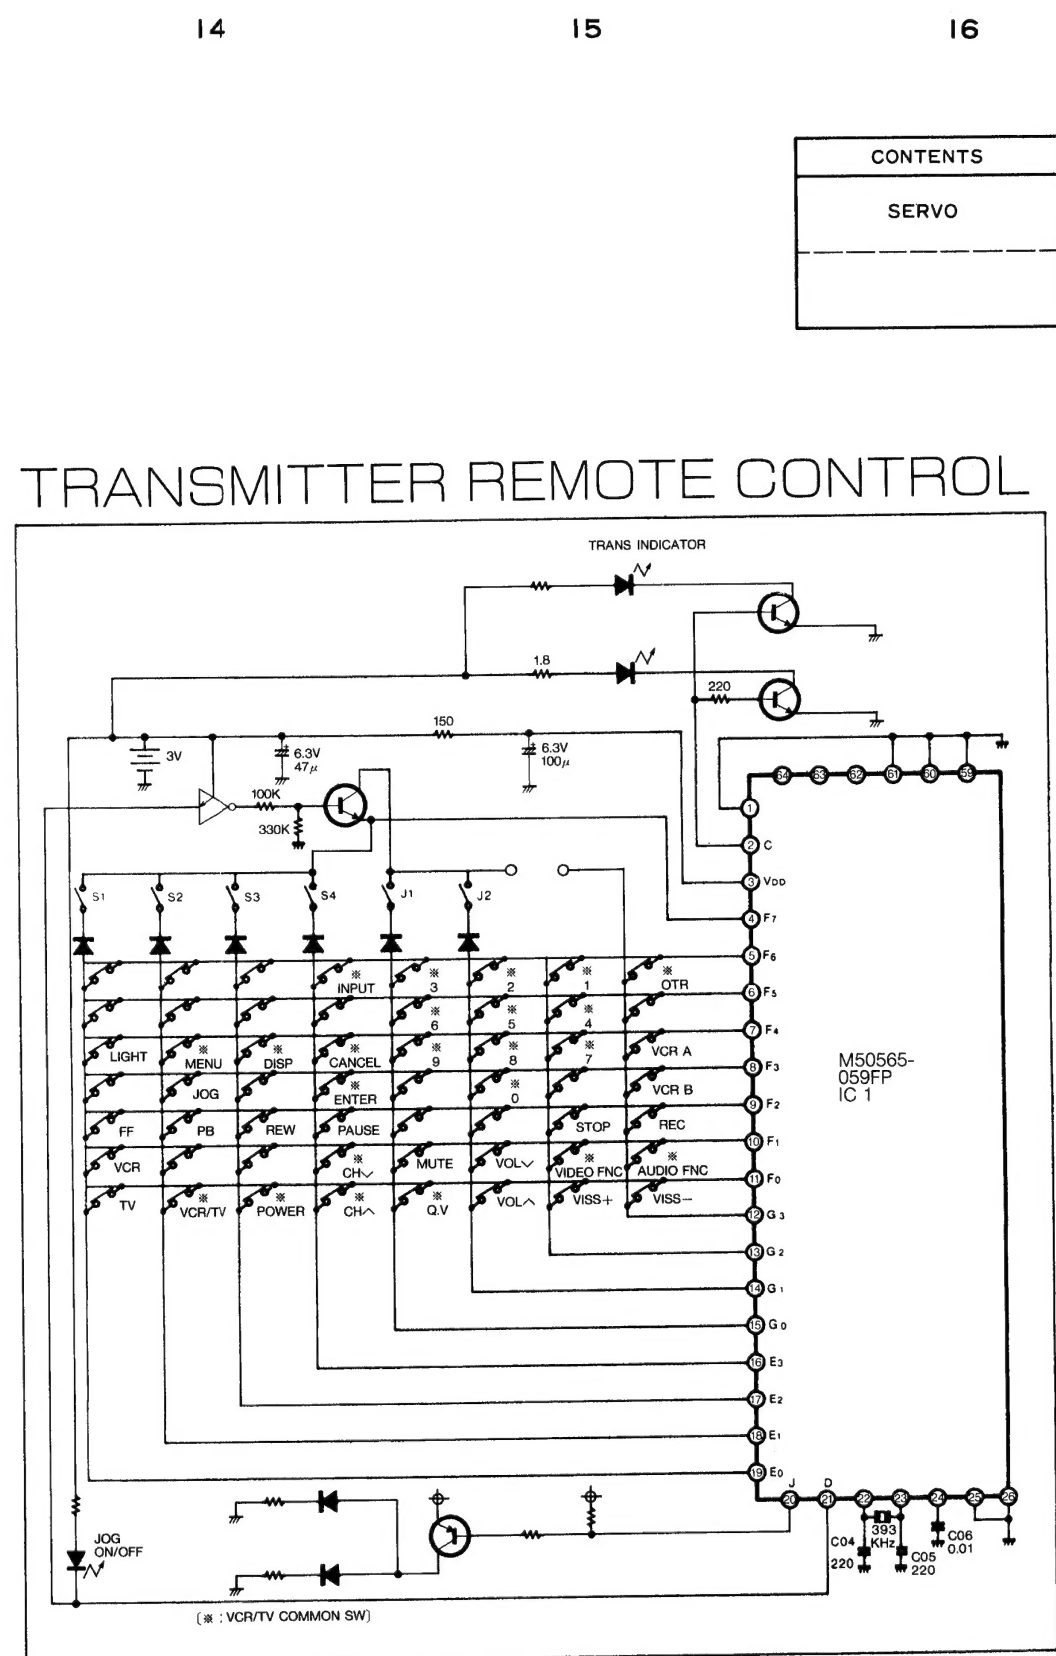 14 15 16
CONTENTS
SERVO
TRANSMITTER REMOTE CONTROL
TRANS INDICATOR
1.8
220
150
3V
6.3V
47μ
6.3V
100μ
100K
330K
64 63 62 61 60 59
1
2 C
3 VDD
4 F7
5 F6
6 F5
7 F4
8 F3
9 F2
10 F1
11 F0
12 G3
13 G2
14 G1
15 G0
16 E3
17 E2
18 E1
19 E0
S1 S2 S3 S4 J1 J2
※ ※ ※ ※ ※
INPUT 3 2 1 OTR
※ ※ ※
6 5 4
LIGHT ※ MENU ※ DISP ※ CANCEL ※ 9 ※ 8 ※ 7 VCR A
JOG ※ ENTER ※ 0 VCR B
FF PB REW PAUSE STOP REC
VCR ※ CH﹀ MUTE VOL﹀ ※ VIDEO FNC ※ AUDIO FNC
TV ※ VCR/TV ※ POWER ※ CH︿ ※ Q.V VOL︿ VISS+ VISS−
M50565-
059FP
IC 1
J D
20 21 22 23 24 25 26
393
KHz
C04
220
C05
220
C06
0.01
JOG
ON/OFF
(※ : VCR/TV COMMON SW)